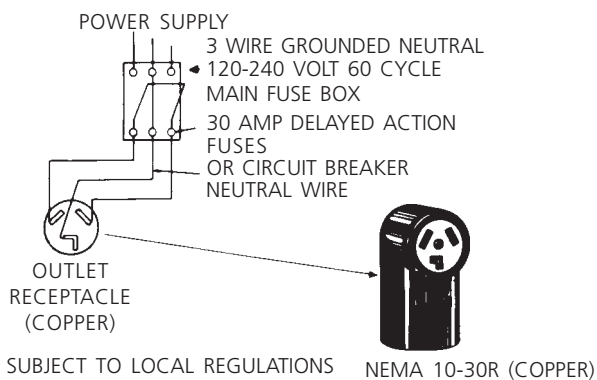 POWER SUPPLY
3 WIRE GROUNDED NEUTRAL
120-240 VOLT 60 CYCLE
MAIN FUSE BOX
30 AMP DELAYED ACTION
FUSES
OR CIRCUIT BREAKER
NEUTRAL WIRE
OUTLET
RECEPTACLE
(COPPER)
SUBJECT TO LOCAL REGULATIONS
NEMA 10-30R (COPPER)